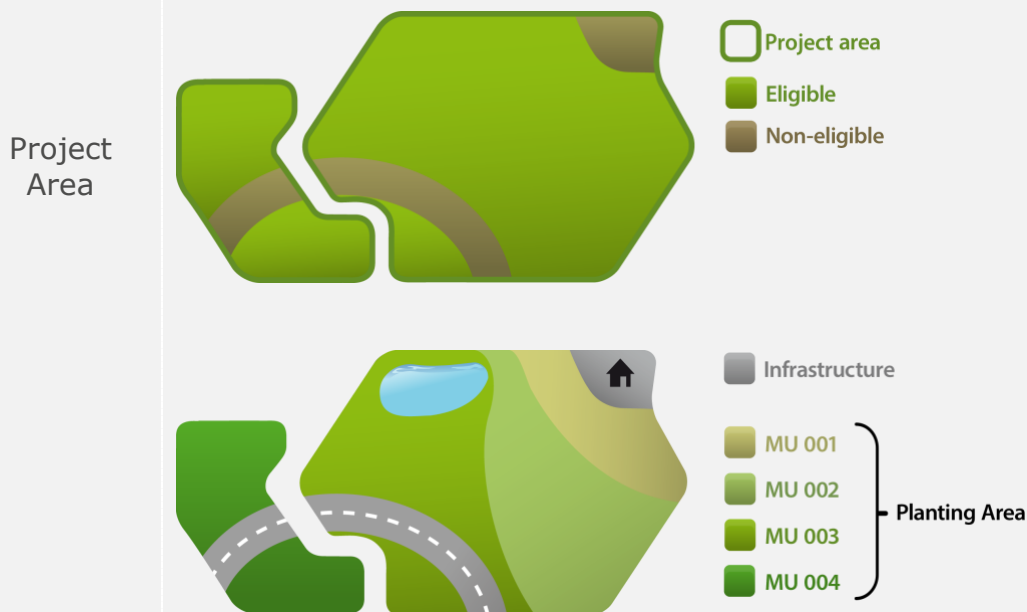 Project
Area
Project area
Eligible
Non-eligible
Infrastructure
MU 001
MU 002
MU 003
MU 004
Planting Area